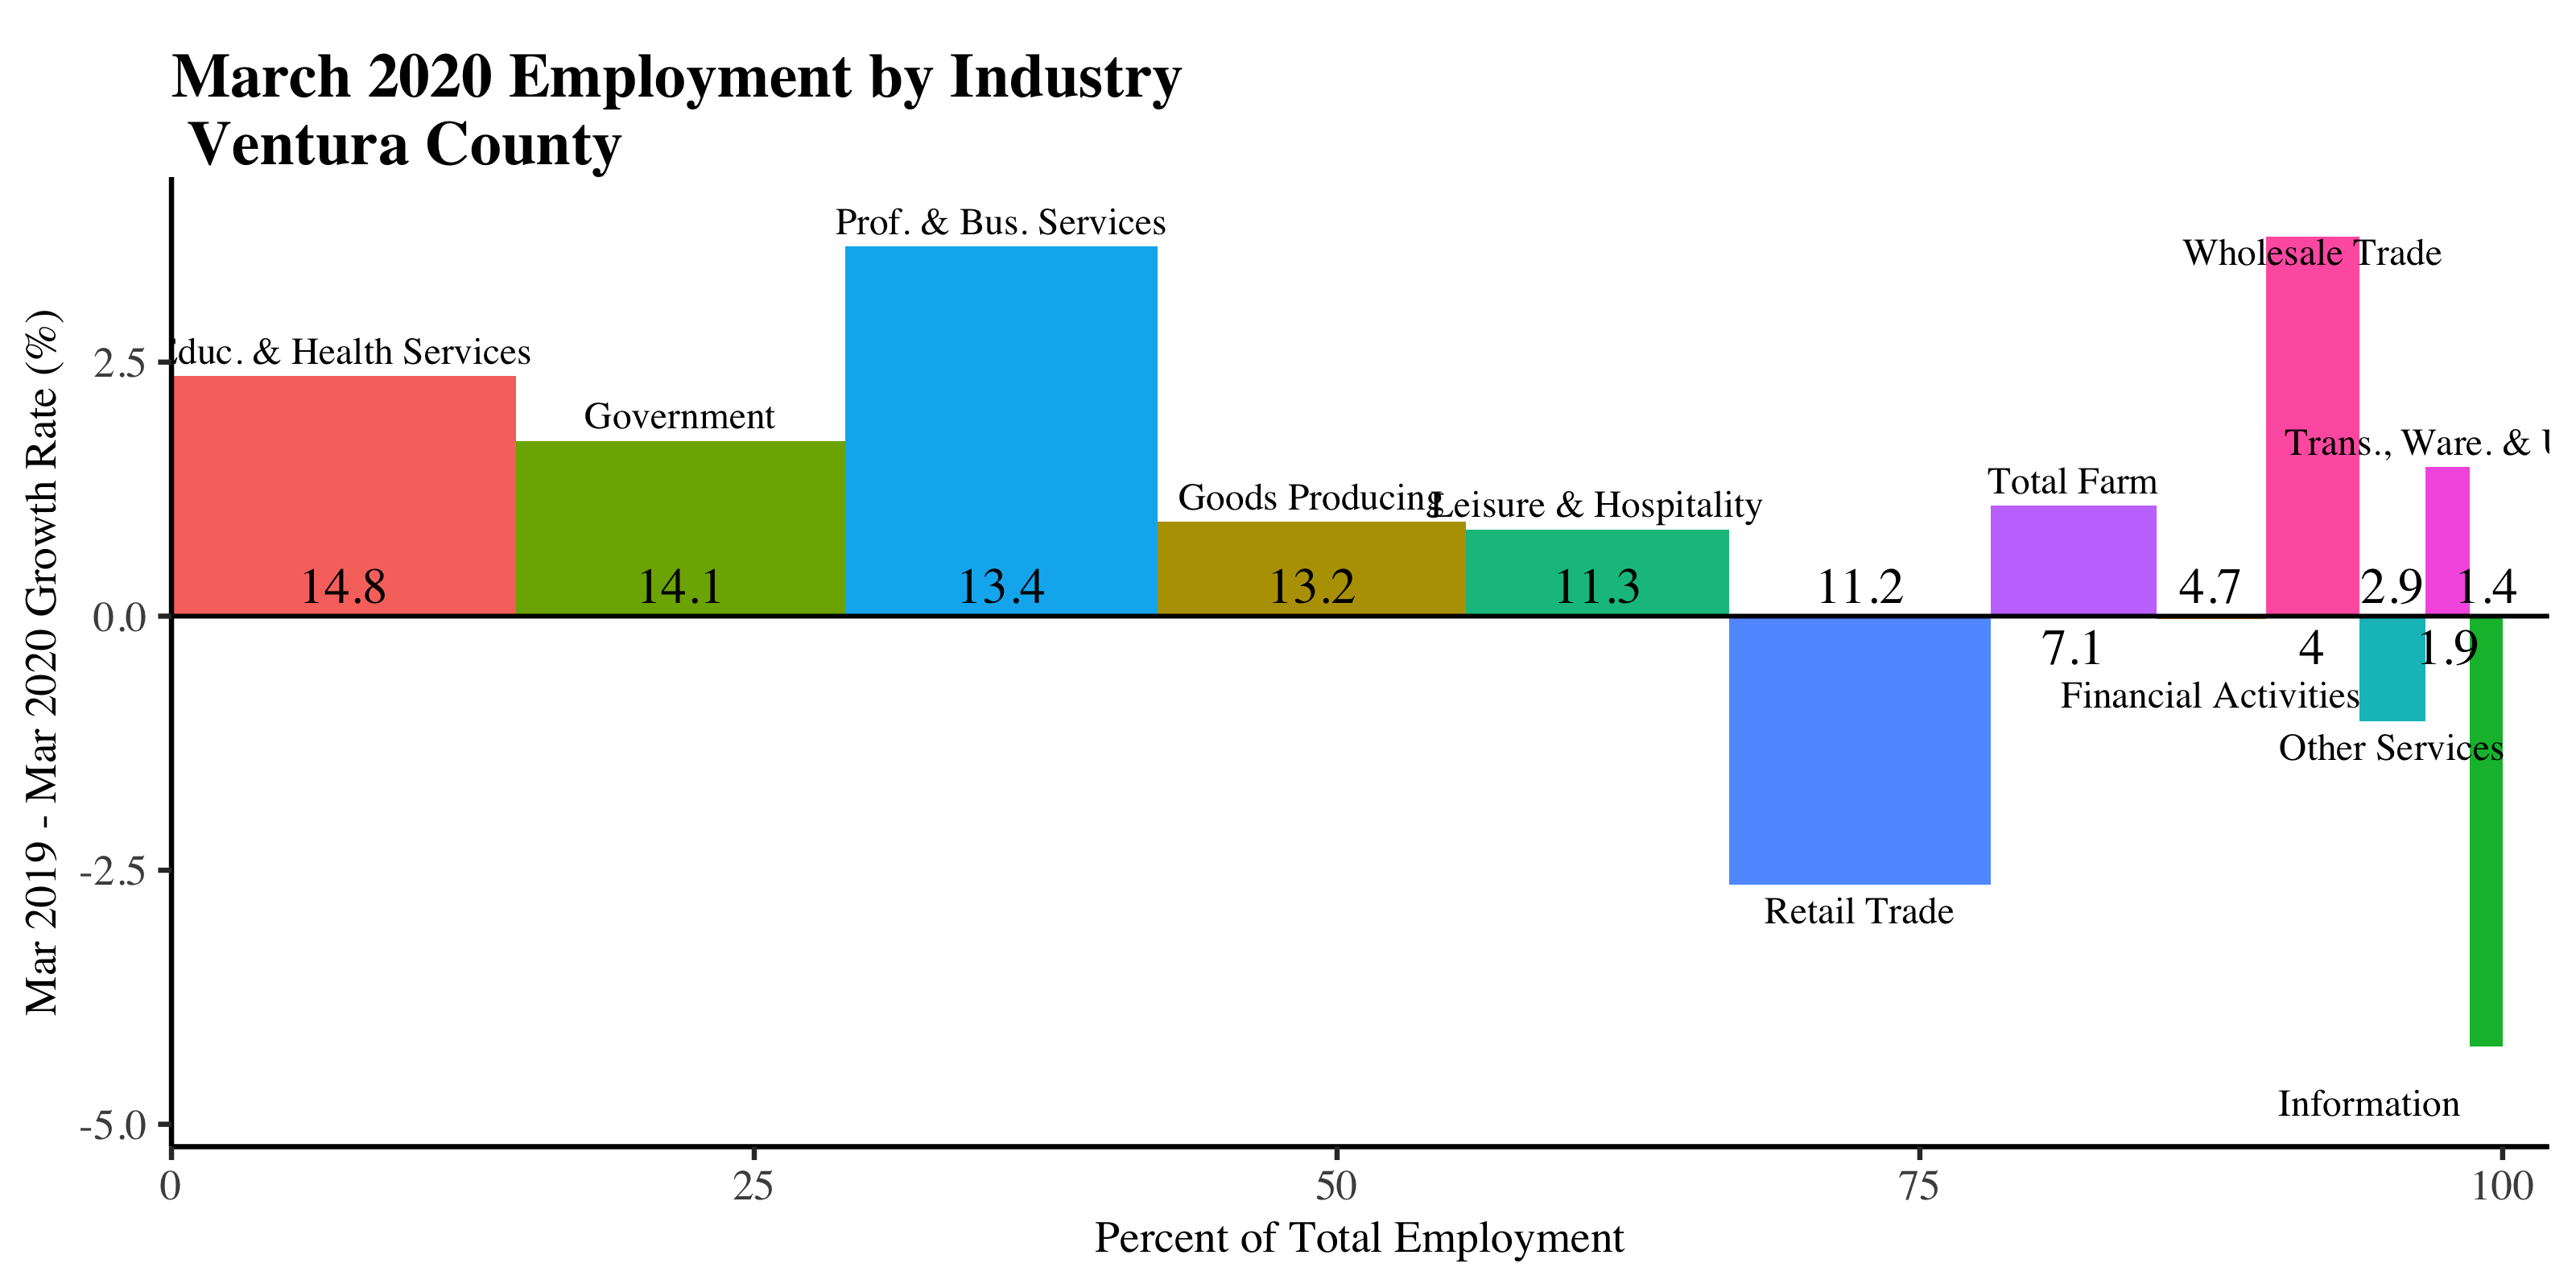 March 2020 Employment by Industry
Ventura County
Prof. & Bus. Services
Wholesale Trade
Educ. & Health Services
Government
Trans., Ware. &
Goods Producing
Leisure & Hospitality
Total Farm
14.8
14.1
13.4
13.2
11.3
11.2
4.7
2.9
1.4
7.1
4
1.9
Financial Activities
Other Services
Retail Trade
Information
2.5
0.0
-2.5
-5.0
0
25
50
75
100
Mar 2019 - Mar 2020 Growth Rate (%)
Percent of Total Employment